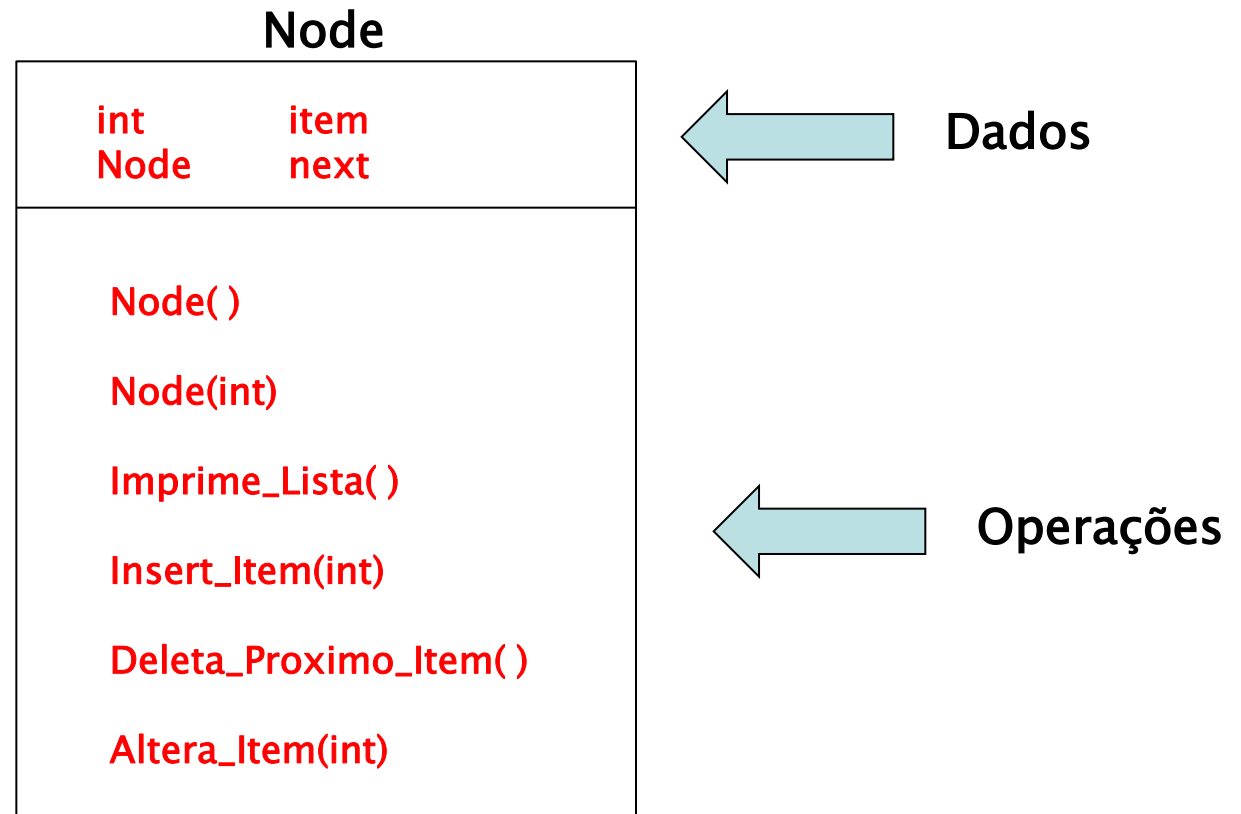 Node
int item
Node next
Dados
Node( )
Node(int)
Imprime_Lista( )
Insert_Item(int)
Operações
Deleta_Proximo_Item( )
Altera_Item(int)